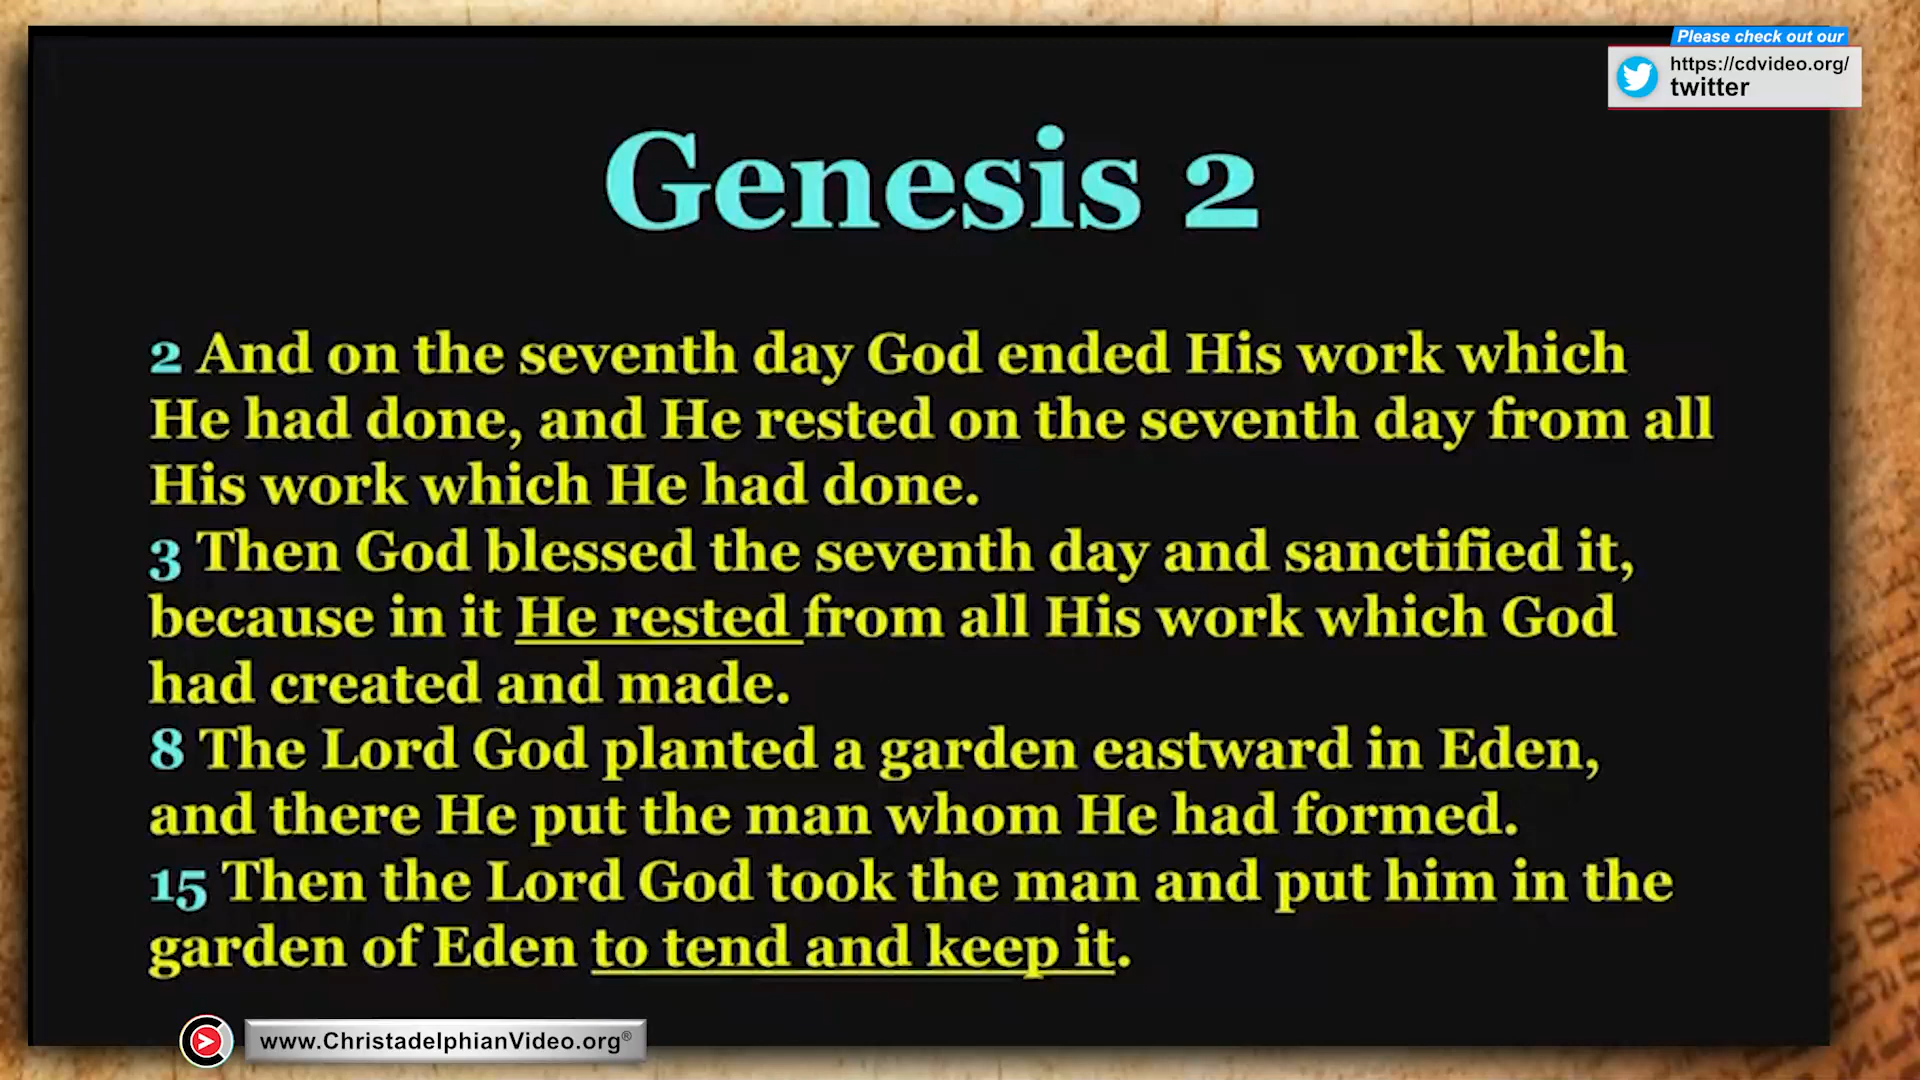 Please check out our
https://cdvideo.org/
twitter
Genesis 2
2 And on the seventh day God ended His work which
He had done, and He rested on the seventh day from all
His work which He had done.
3 Then God blessed the seventh day and sanctified it,
because in it He rested from all His work which God
had created and made.
8 The Lord God planted a garden eastward in Eden,
and there He put the man whom He had formed.
15 Then the Lord God took the man and put him in the
garden of Eden to tend and keep it.
www.ChristadelphianVideo.org®